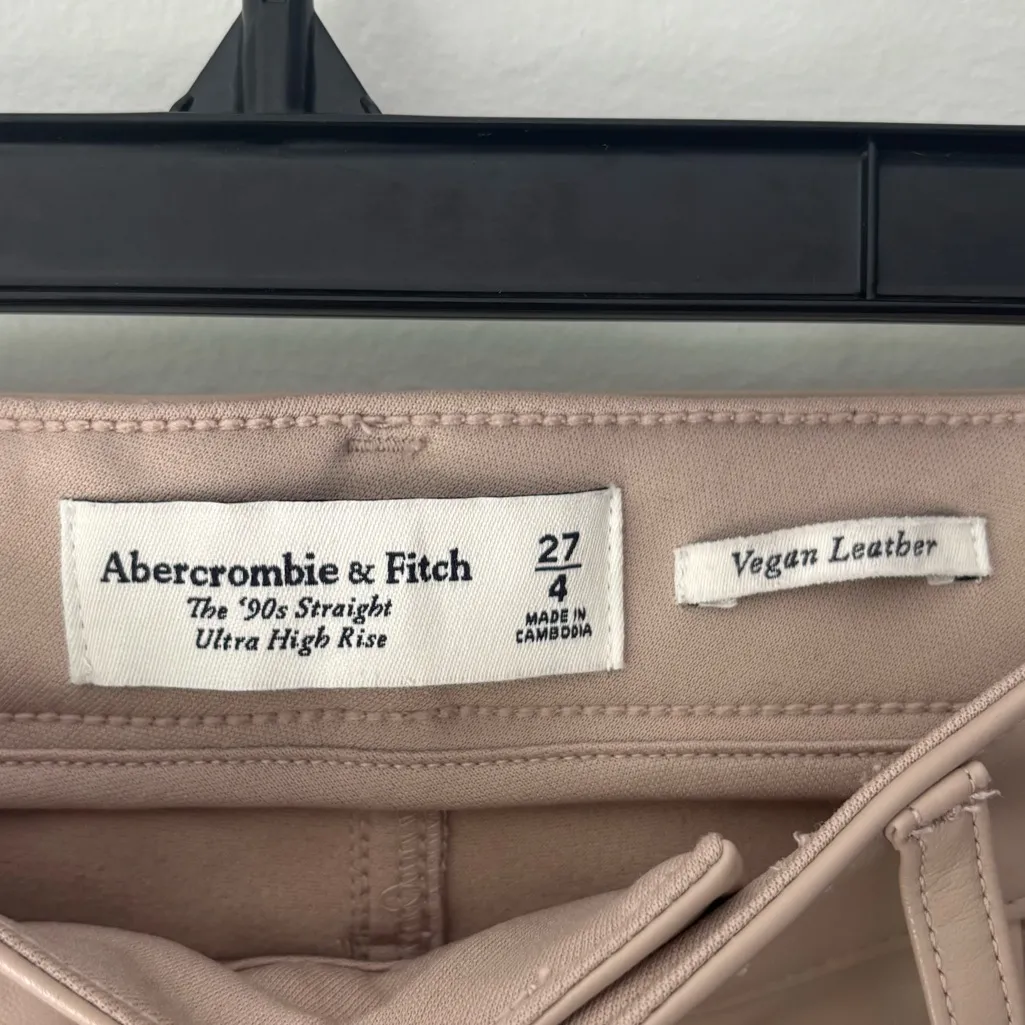 Abercrombie & Fitch
The ‘90s Straight
Ultra High Rise
27
4
MADE IN
CAMBODIA
Vegan Leather